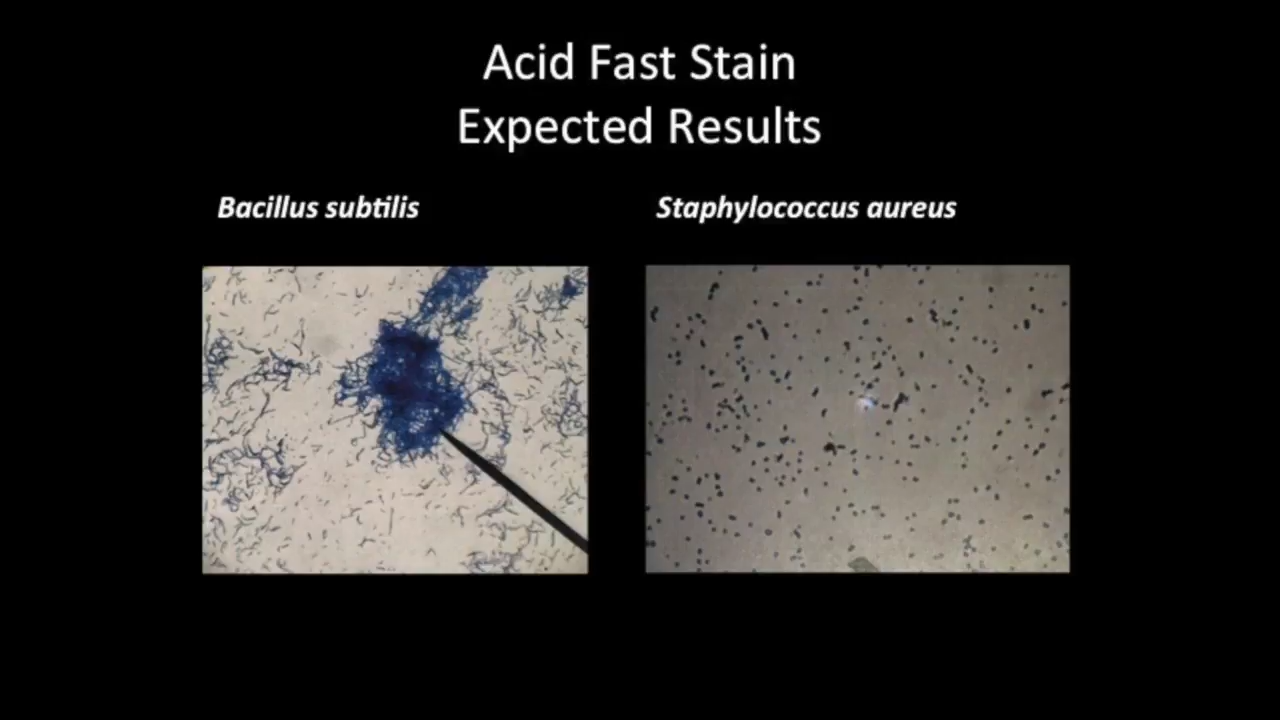 Acid Fast Stain
Expected Results
Bacillus subtilis
Staphylococcus aureus